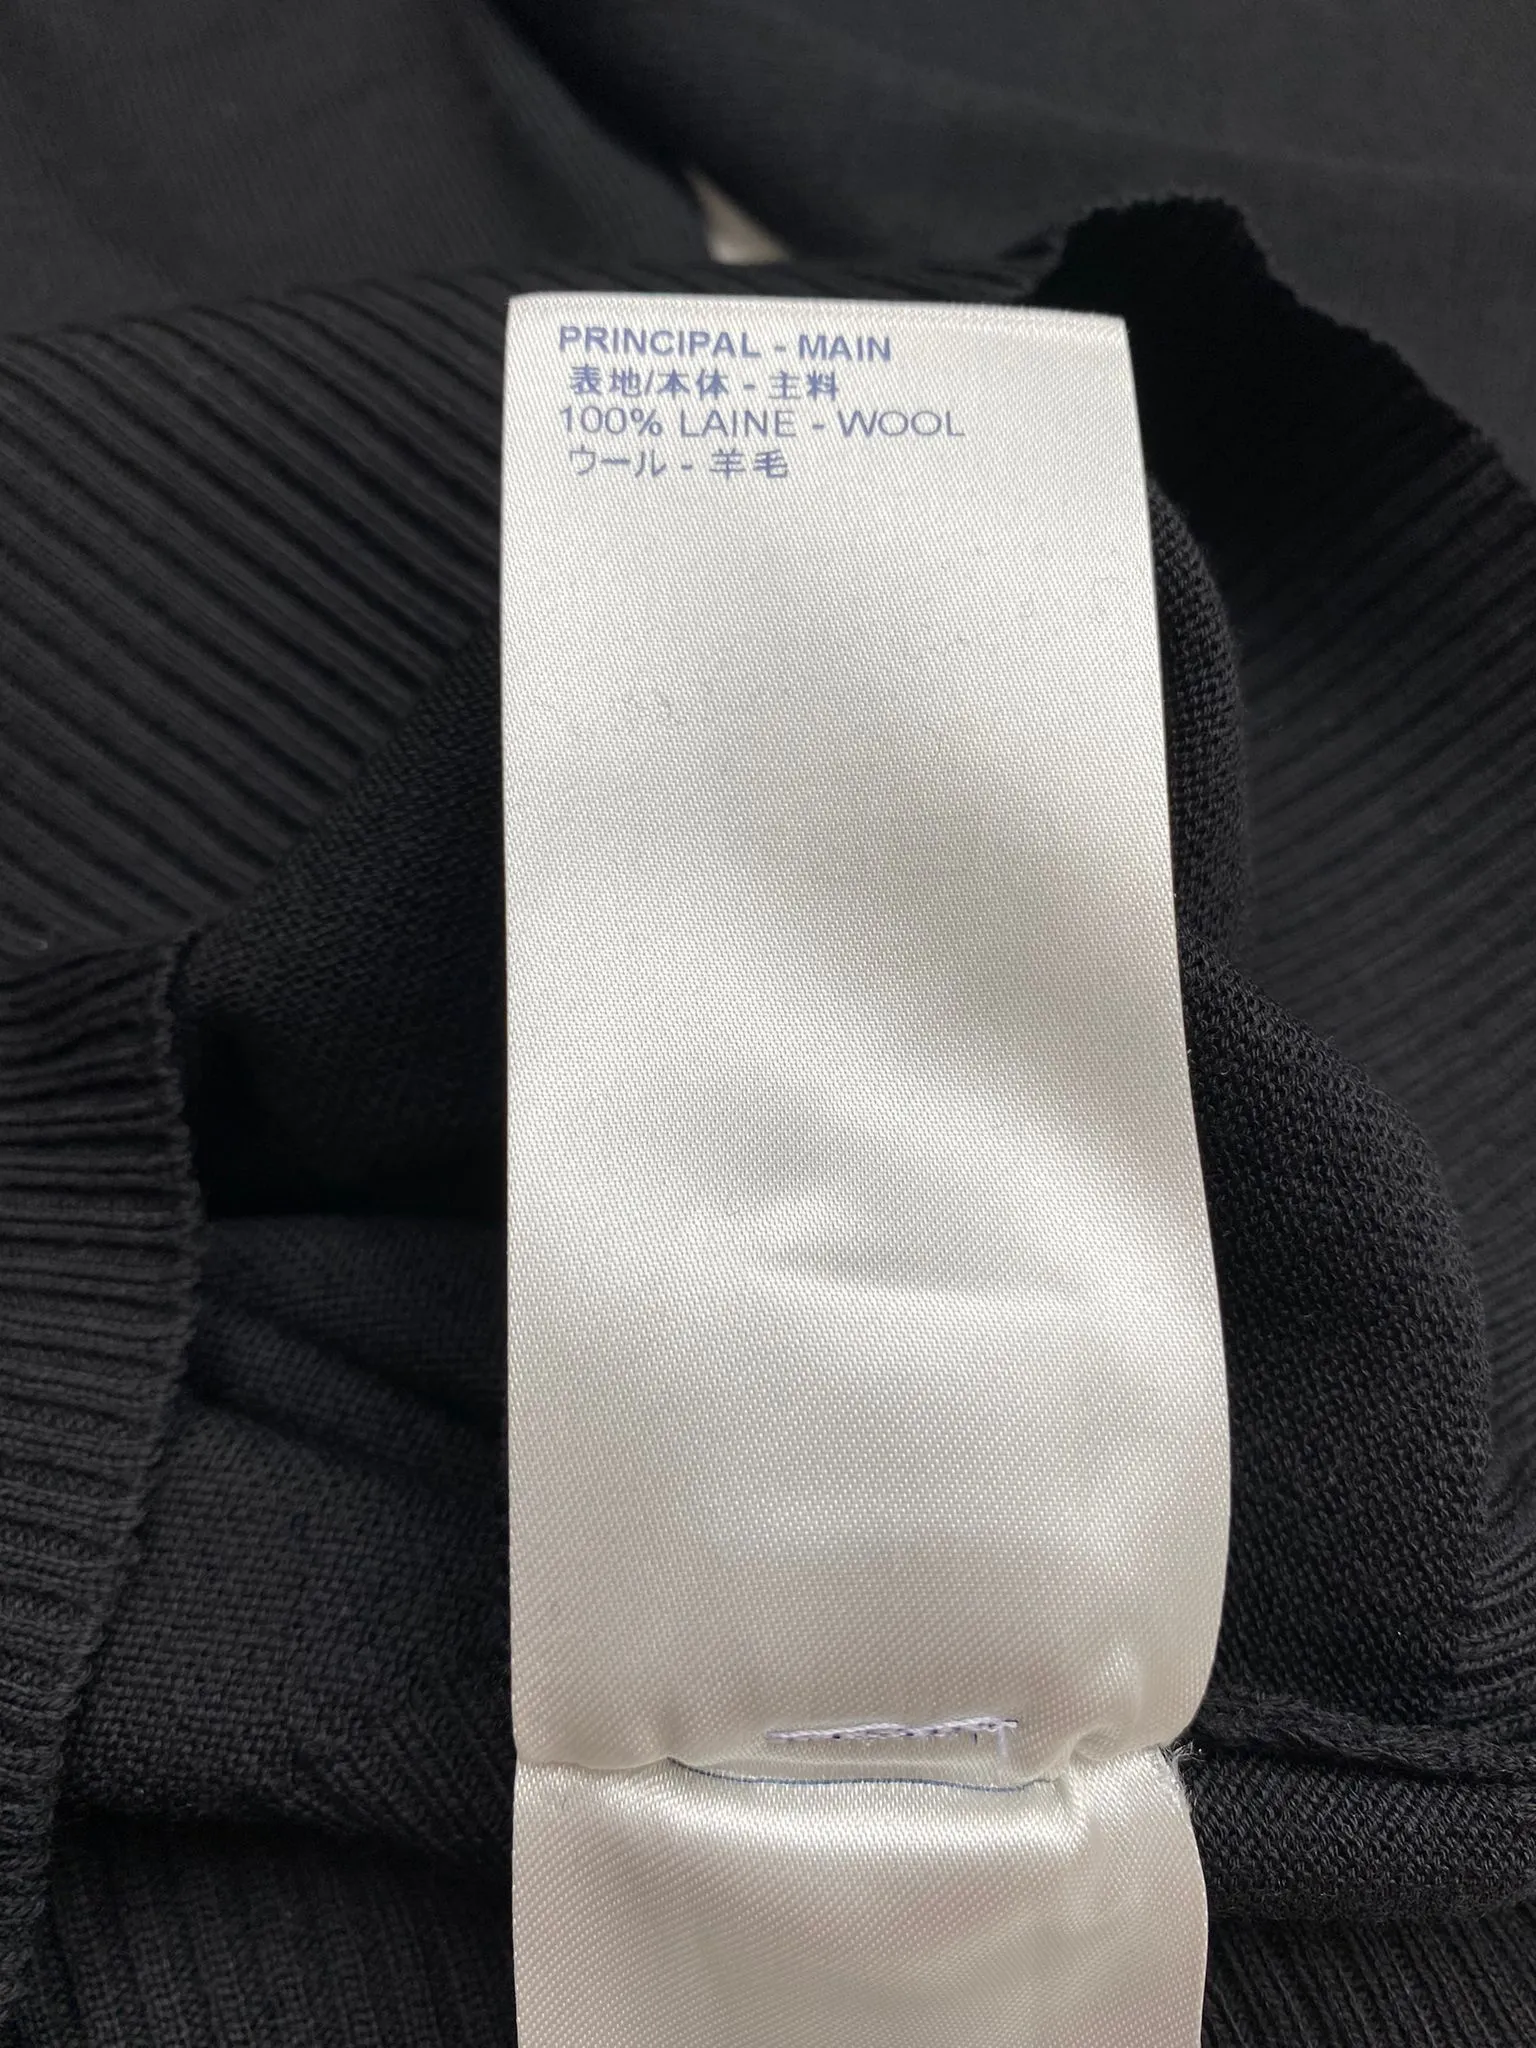 PRINCIPAL - MAIN
表地/本体 - 主料
100% LAINE - WOOL
ウール - 羊毛